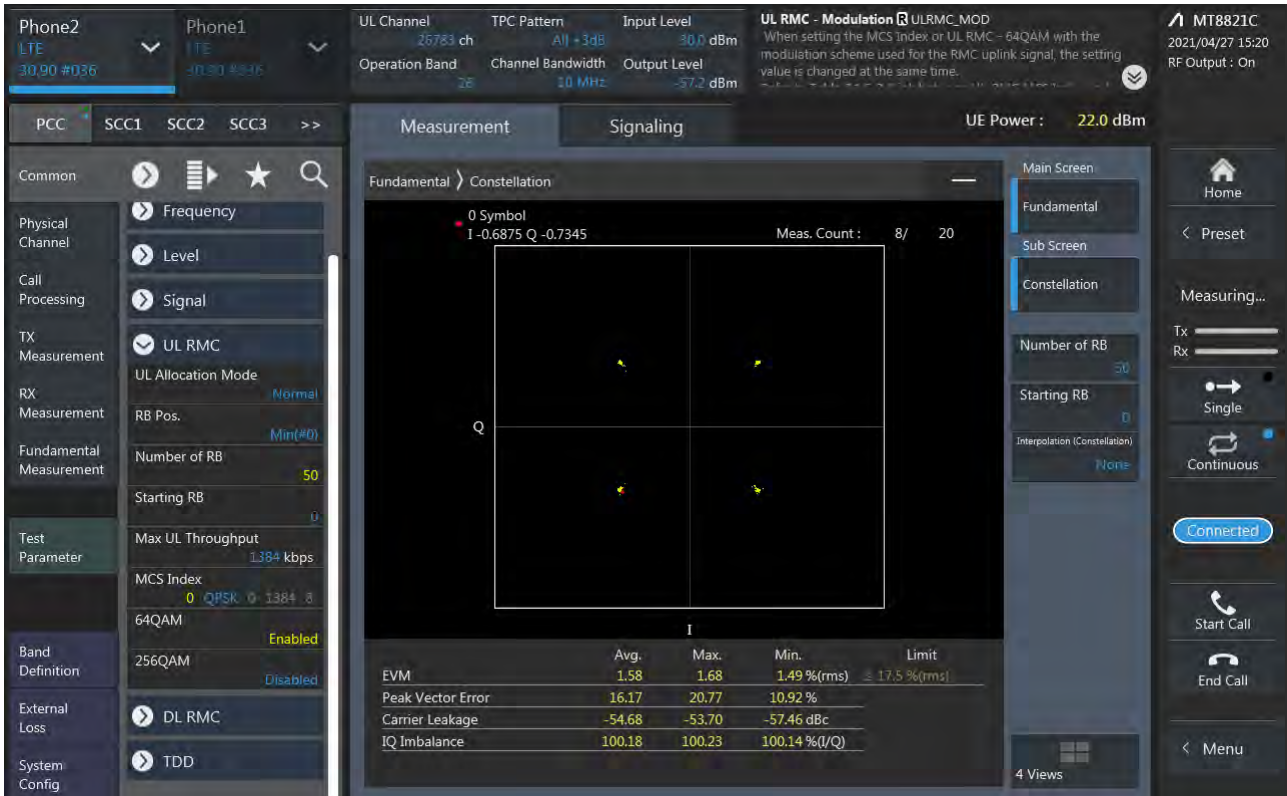 Phone2
LTE
30.90 #036
Phone1
LTE
30.90 #036
UL Channel
26783 ch
Operation Band
26
TPC Pattern
All +3dB
Channel Bandwidth
10 MHz
Input Level
30.0 dBm
Output Level
-57.2 dBm
UL RMC - Modulation R ULRMC_MOD
When setting the MCS Index or UL RMC - 64QAM with the
modulation scheme used for the RMC uplink signal, the setting
value is changed at the same time.
MT8821C
2021/04/27 15:20
RF Output : On
PCC SCC1 SCC2 SCC3 >>
Measurement
Signaling
UE Power : 22.0 dBm
Common
Physical
Channel
Call
Processing
TX
Measurement
RX
Measurement
Fundamental
Measurement
Test
Parameter
Band
Definition
External
Loss
System
Config
Frequency
Level
Signal
UL RMC
UL Allocation Mode
Normal
RB Pos.
Min(#0)
Number of RB
50
Starting RB
0
Max UL Throughput
1384 kbps
MCS Index
0 QPSK 0 1384 8
64QAM
Enabled
256QAM
Disabled
DL RMC
TDD
Fundamental 〉 Constellation
0 Symbol
I -0.6875 Q -0.7345
Meas. Count : 8/ 20
Q
I
Avg. Max. Min. Limit
EVM 1.58 1.68 1.49 %(rms) ≤ 17.5 %(rms)
Peak Vector Error 16.17 20.77 10.92 %
Carrier Leakage -54.68 -53.70 -57.46 dBc
IQ Imbalance 100.18 100.23 100.14 %(I/Q)
Main Screen
Fundamental
Sub Screen
Constellation
Number of RB
50
Starting RB
0
Interpolation (Constellation)
None
4 Views
Home
< Preset
Measuring...
Tx
Rx
Single
Continuous
Connected
Start Call
End Call
< Menu